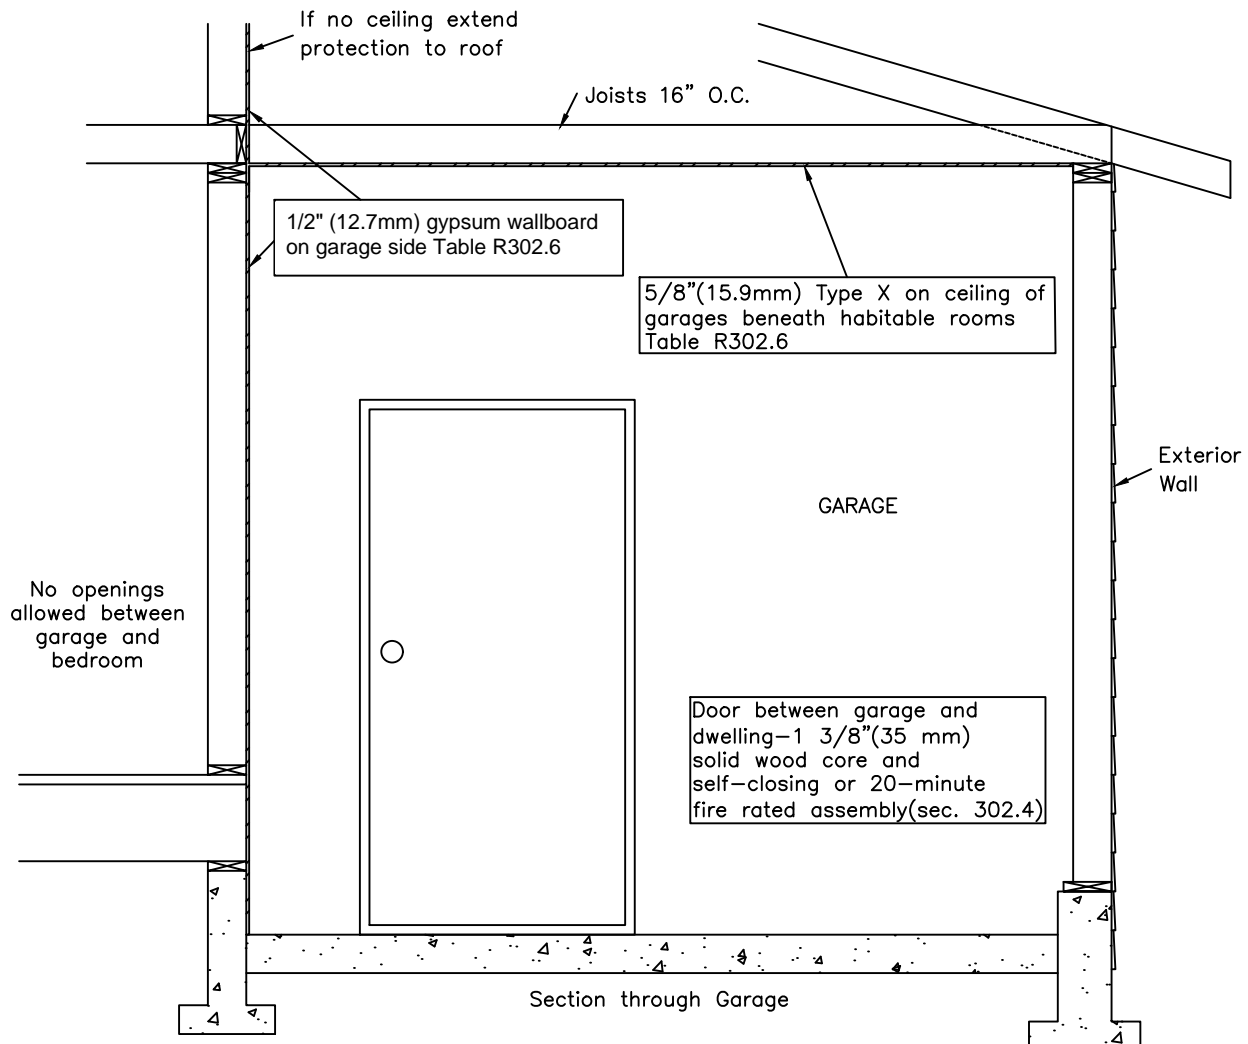 If no ceiling extend
protection to roof
Joists 16” O.C.
1/2" (12.7mm) gypsum wallboard
on garage side Table R302.6
5/8”(15.9mm) Type X on ceiling of
garages beneath habitable rooms
Table R302.6
Exterior
Wall
GARAGE
No openings
allowed between
garage and
bedroom
Door between garage and
dwelling–1 3/8”(35 mm)
solid wood core and
self–closing or 20–minute
fire rated assembly(sec. 302.4)
Section through Garage